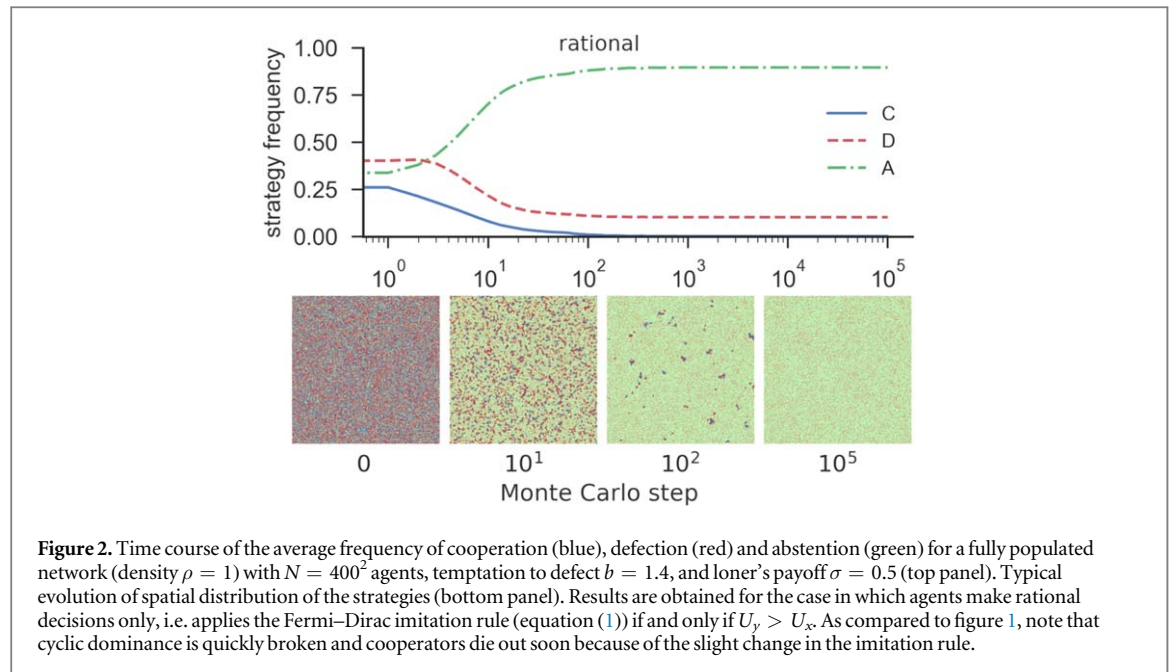 rational
strategy frequency
1.00
0.75
0.50
0.25
0.00
C
D
A
10^0 10^1 10^2 10^3 10^4 10^5
0 10^1 10^2 10^5
Monte Carlo step
Figure 2. Time course of the average frequency of cooperation (blue), defection (red) and abstention (green) for a fully populated
network (density ρ = 1) with N = 400² agents, temptation to defect b = 1.4, and loner's payoff σ = 0.5 (top panel). Typical
evolution of spatial distribution of the strategies (bottom panel). Results are obtained for the case in which agents make rational
decisions only, i.e. applies the Fermi–Dirac imitation rule (equation (1)) if and only if U_y > U_x. As compared to figure 1, note that
cyclic dominance is quickly broken and cooperators die out soon because of the slight change in the imitation rule.